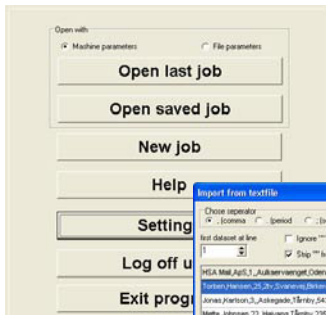 Open with
Machine parameters
File parameters
Open last job
Open saved job
New job
Help
Setting
Log off u
Exit progr
Import from textfile
Chose seperator
, (comma
. (period
first dataset at line
Ignore ""
1
Strip ""
HSA Mail,ApS,1,,Aulkaervaenget,Oden
Torben,Hansen,25,2tv,Svanevej,Birker
Jonas,Karlson,3,,Askegade,Tårnby,54